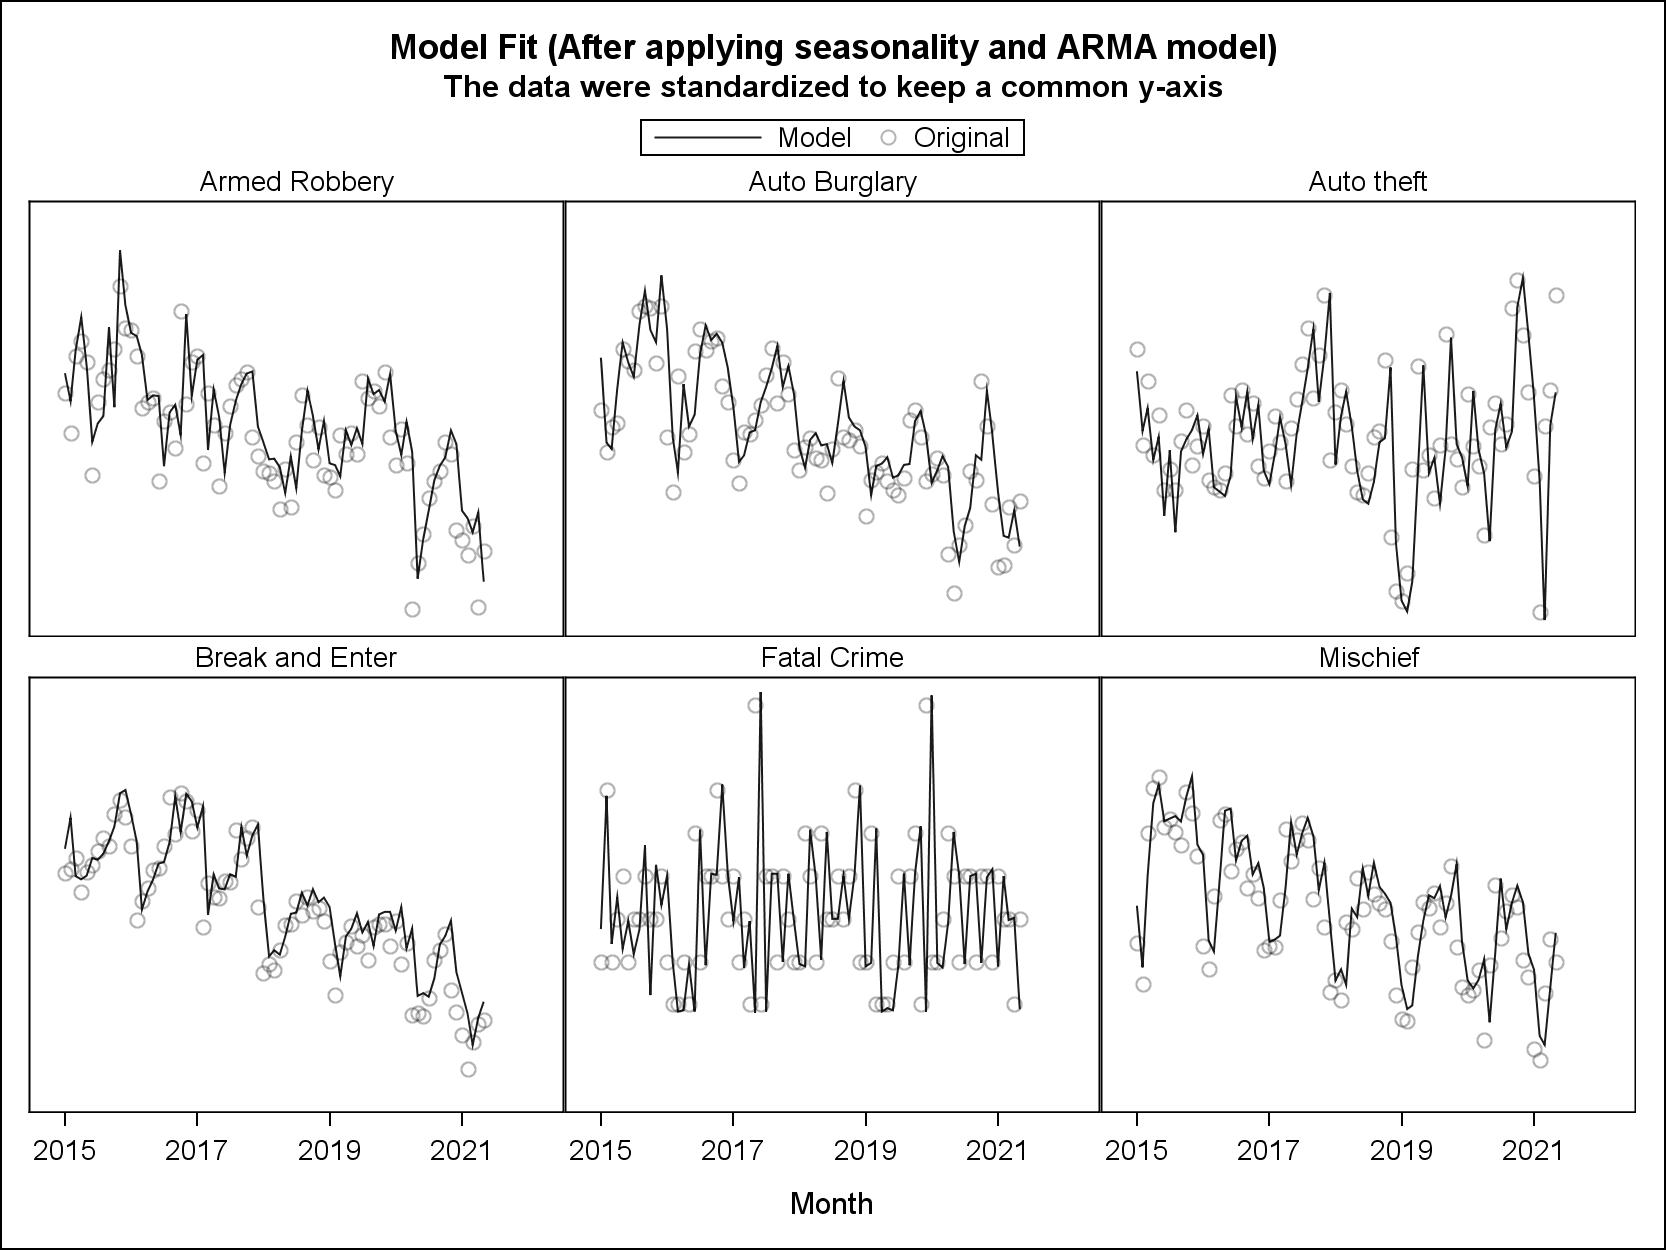 Model Fit (After applying seasonality and ARMA model)
The data were standardized to keep a common y-axis
Model Original
Armed Robbery Auto Burglary Auto theft
Break and Enter Fatal Crime Mischief
2015 2017 2019 2021 2015 2017 2019 2021 2015 2017 2019 2021
Month